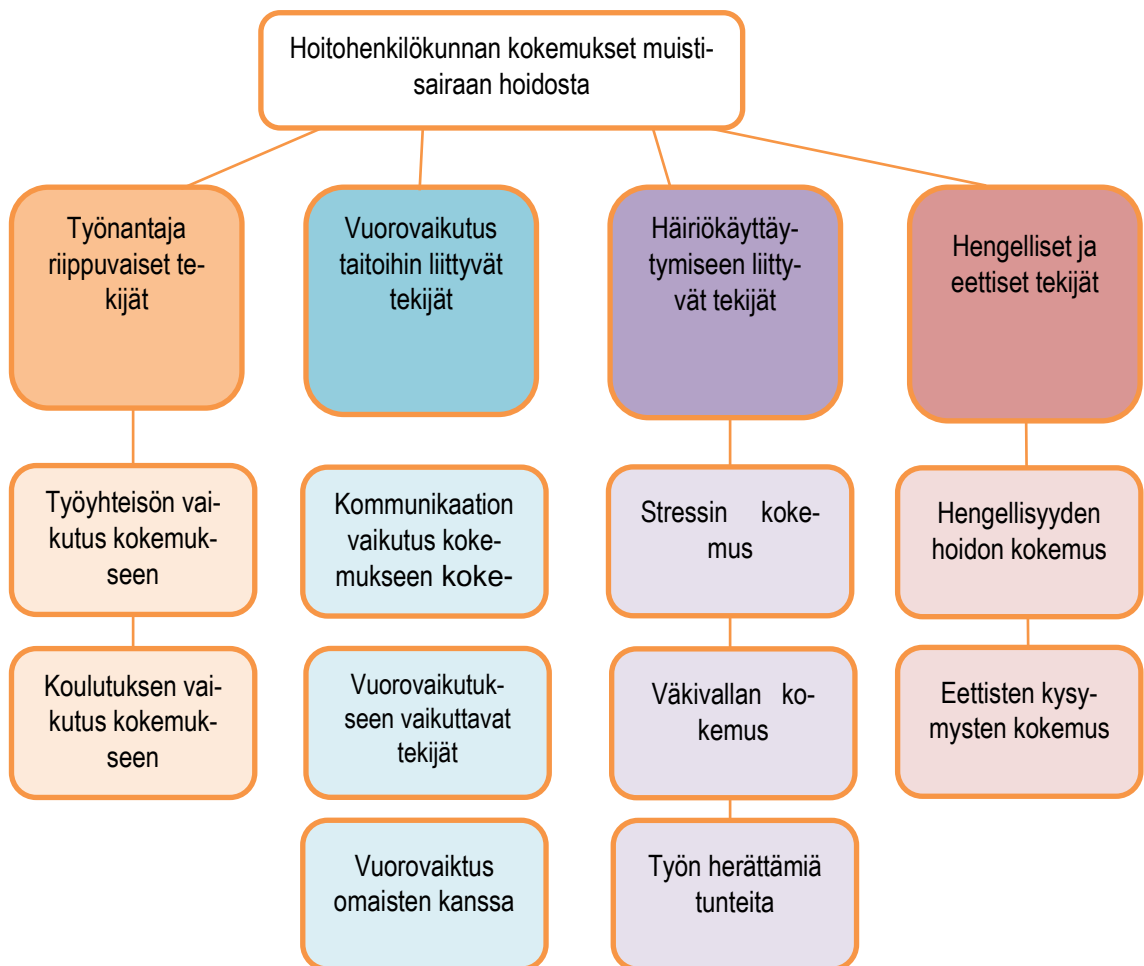 Hoitohenkilökunnan kokemukset muisti-
sairaan hoidosta
Työnantaja
riippuvaiset te-
kijät
Vuorovaikutus
taitoihin liittyvät
tekijät
Häiriökäyttäy-
tymiseen liitty-
vät tekijät
Hengelliset ja
eettiset tekijät
Työyhteisön vai-
kutus kokemuk-
seen
Kommunikaation
vaikutus koke-
mukseen koke-
Stressin koke-
mus
Hengellisyyden
hoidon kokemus
Koulutuksen vai-
kutus kokemuk-
seen
Vuorovaikutuk-
seen vaikuttavat
tekijät
Väkivallan ko-
kemus
Eettisten kysy-
mysten kokemus
Vuorovaiktus
omaisten kanssa
Työn herättämiä
tunteita